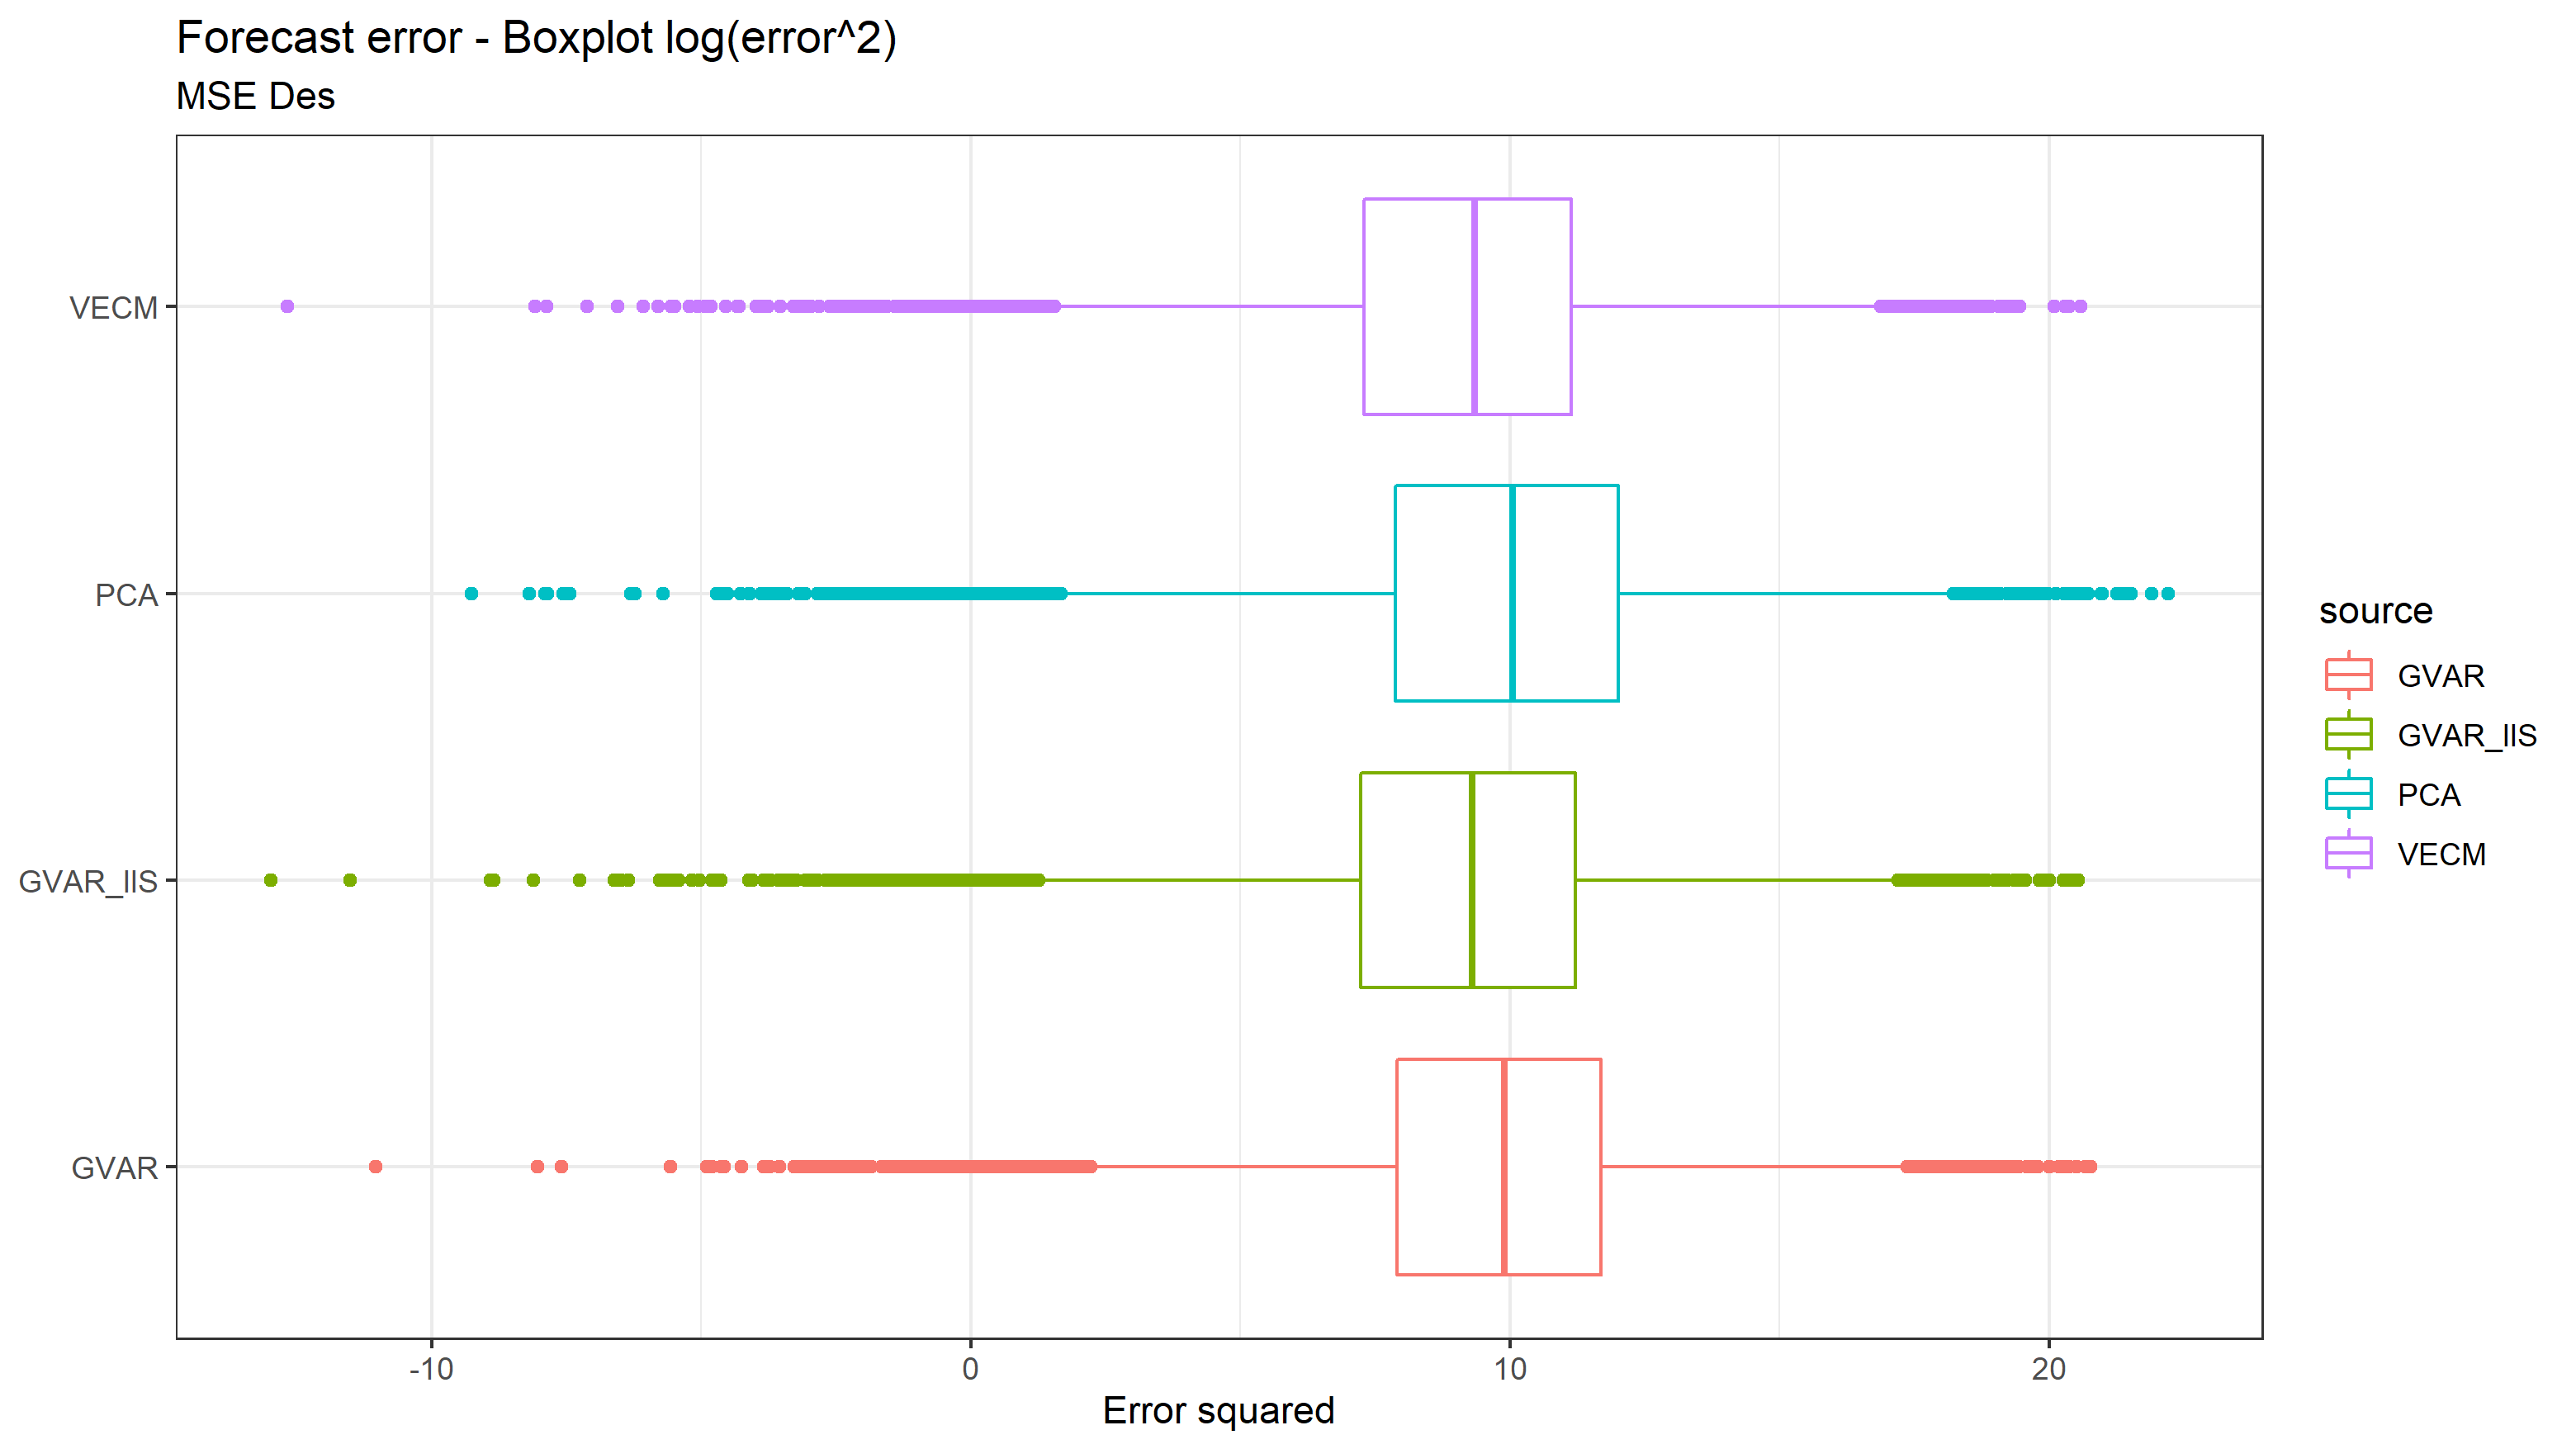 Forecast error - Boxplot log(error^2)
MSE Des
VECM
PCA
GVAR_IIS
GVAR
-10
0
10
20
Error squared
source
GVAR
GVAR_IIS
PCA
VECM